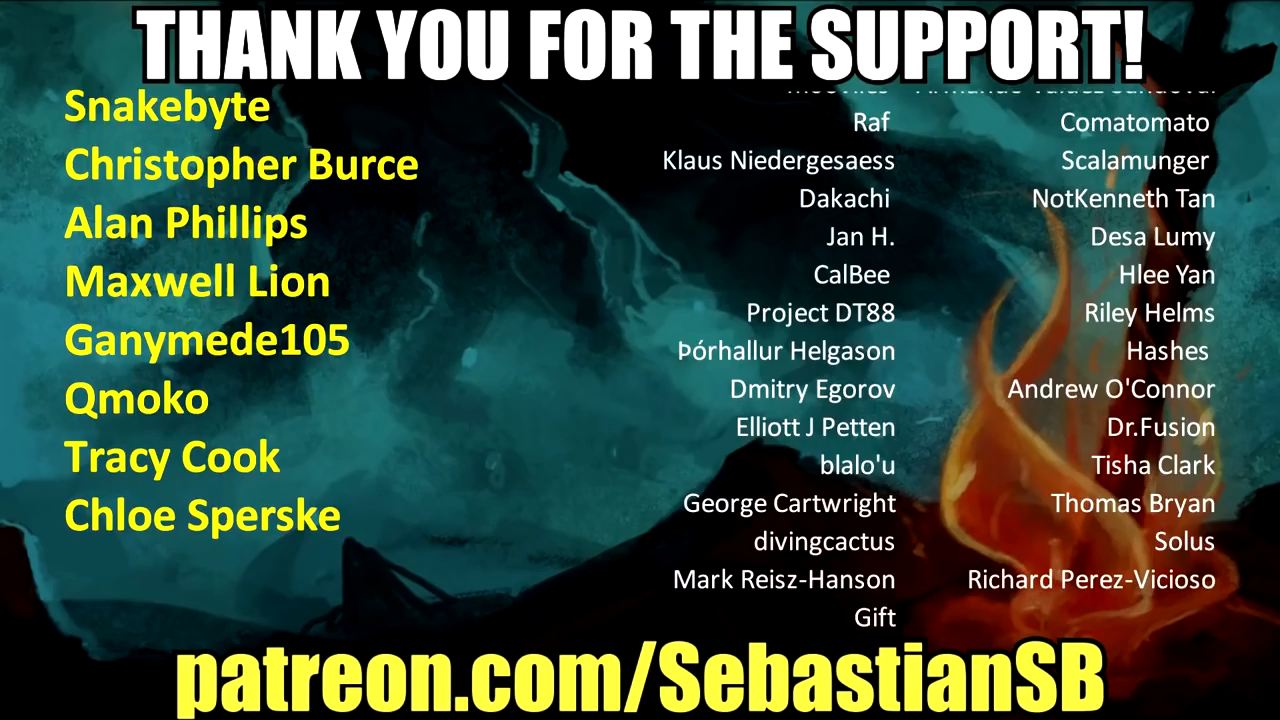 THANK YOU FOR THE SUPPORT!
Snakebyte
Christopher Burce
Alan Phillips
Maxwell Lion
Ganymede105
Qmoko
Tracy Cook
Chloe Sperske
Raf
Klaus Niedergesaess
Dakachi
Jan H.
CalBee
Project DT88
Þórhallur Helgason
Dmitry Egorov
Elliott J Petten
blalo'u
George Cartwright
divingcactus
Mark Reisz-Hanson
Gift
Comatomato
Scalamunger
NotKenneth Tan
Desa Lumy
Hlee Yan
Riley Helms
Hashes
Andrew O'Connor
Dr.Fusion
Tisha Clark
Thomas Bryan
Solus
Richard Perez-Vicioso
patreon.com/SebastianSB